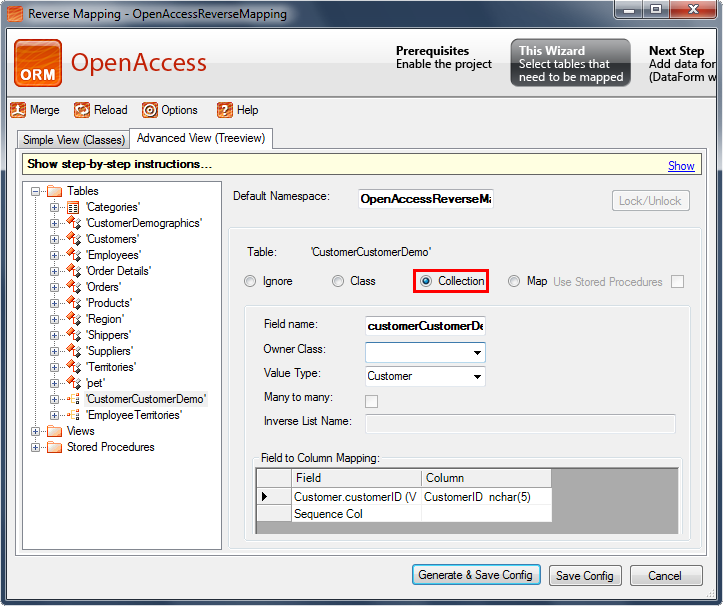 Reverse Mapping - OpenAccessReverseMapping
ORM OpenAccess
Prerequisites
Enable the project
This Wizard
Select tables that
need to be mapped
Next Step
Add data for
(DataForm w
Merge Reload Options Help
Simple View (Classes) Advanced View (Treeview)
Show step-by-step instructions... Show
Tables
'Categories'
'CustomerDemographics'
'Customers'
'Employees'
'Order Details'
'Orders'
'Products'
'Region'
'Shippers'
'Suppliers'
'Territories'
'pet'
'CustomerCustomerDemo'
'EmployeeTerritories'
Views
Stored Procedures
Default Namespace: OpenAccessReverseMa Lock/Unlock
Table: 'CustomerCustomerDemo'
Ignore Class Collection Map Use Stored Procedures
Field name: customerCustomerDe
Owner Class:
Value Type: Customer
Many to many:
Inverse List Name:
Field to Column Mapping:
Field Column
Customer.customerID (V CustomerID nchar(5)
Sequence Col
Generate & Save Config Save Config Cancel